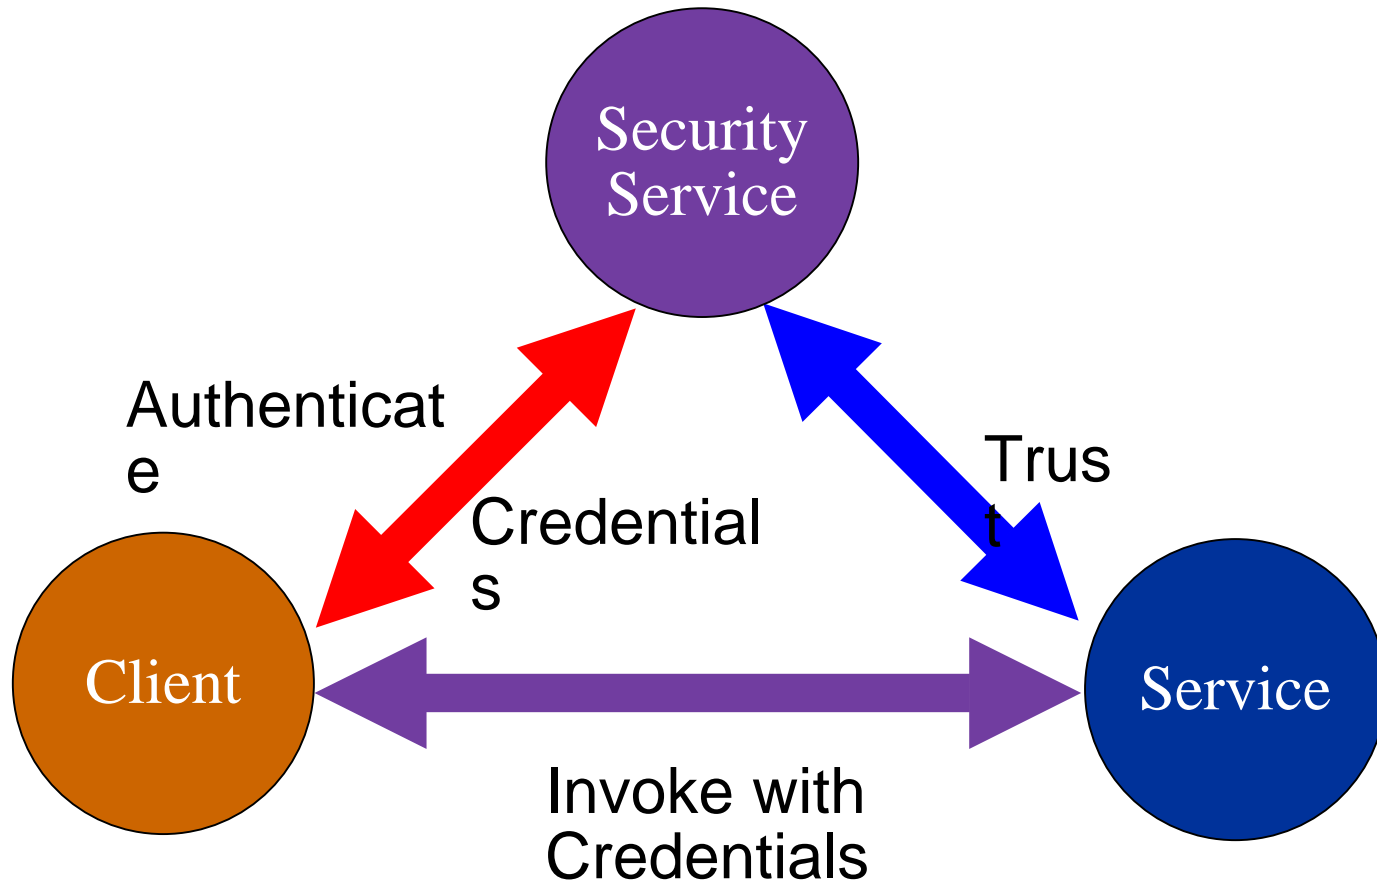 Security
Service
Authenticat
e
Trus
t
Credential
s
Client
Service
Invoke with
Credentials